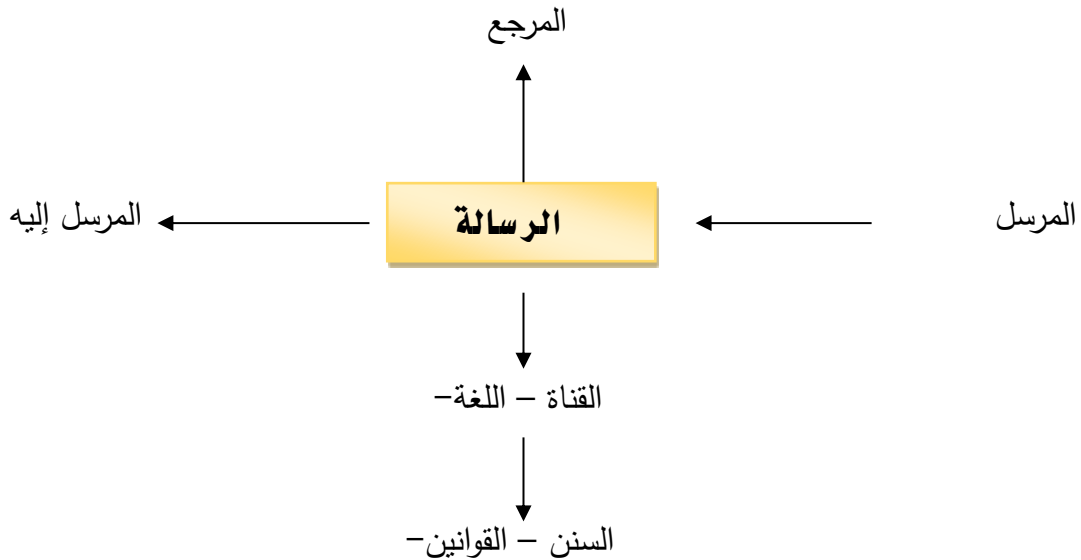 المرجع
المرسل
الرسالة
المرسل إليه
القناة – اللغة-
السنن – القوانين-